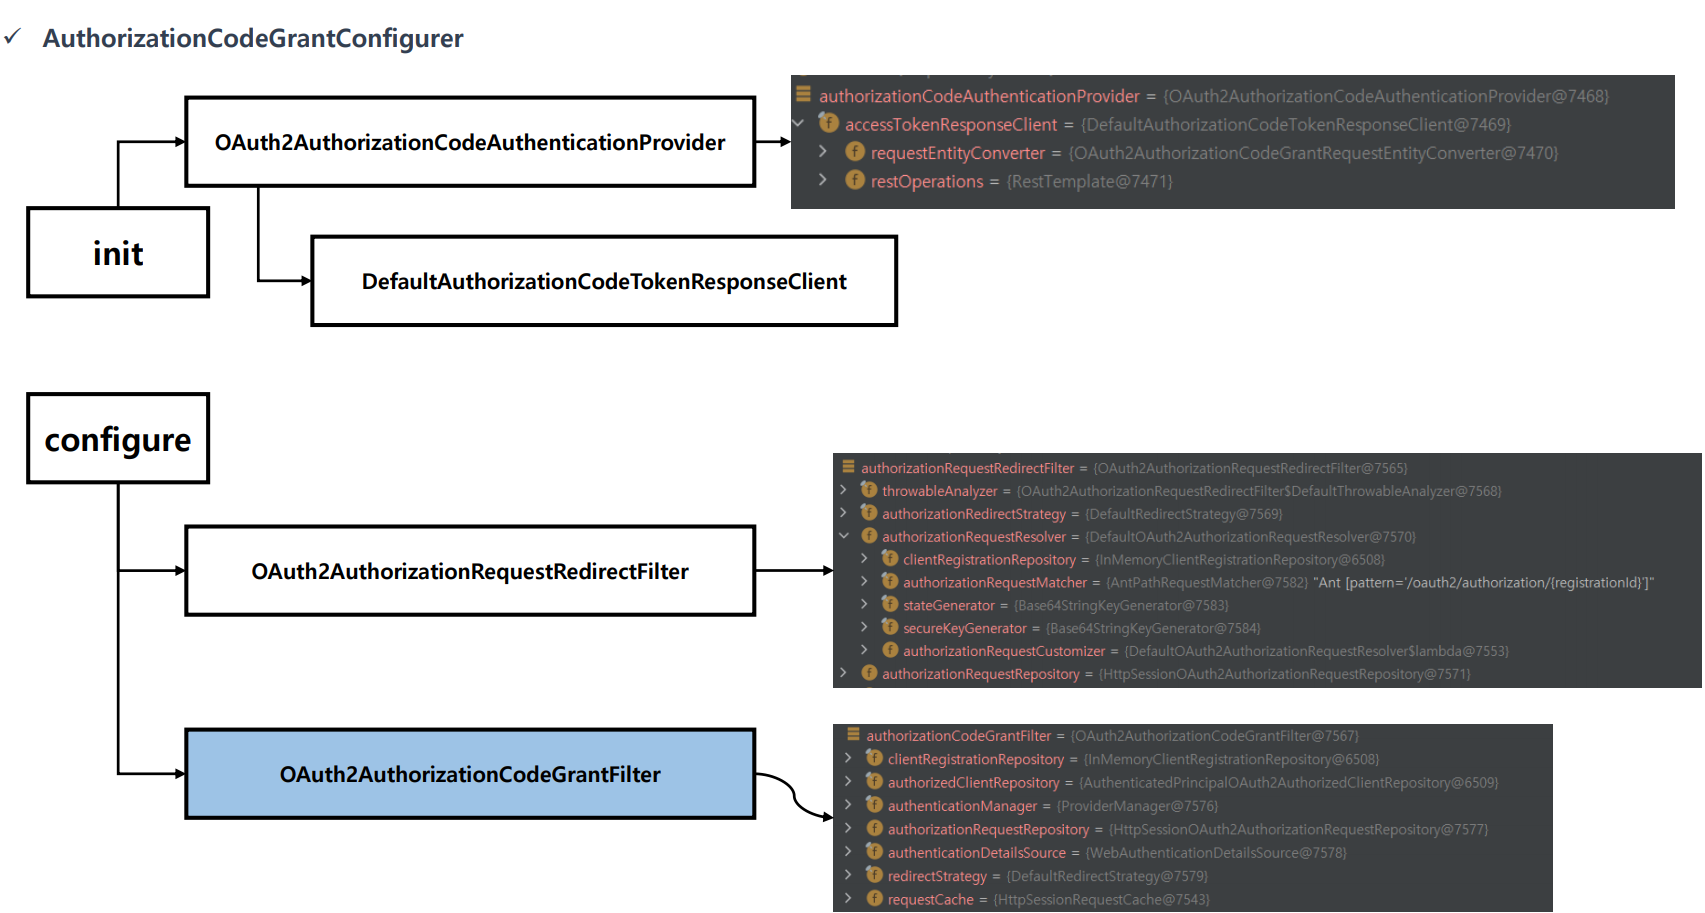 ✓ AuthorizationCodeGrantConfigurer
OAuth2AuthorizationCodeAuthenticationProvider
authorizationCodeAuthenticationProvider = {OAuth2AuthorizationCodeAuthenticationProvider@7468}
accessTokenResponseClient = {DefaultAuthorizationCodeTokenResponseClient@7469}
requestEntityConverter = {OAuth2AuthorizationCodeGrantRequestEntityConverter@7470}
restOperations = {RestTemplate@7471}
init
DefaultAuthorizationCodeTokenResponseClient
configure
OAuth2AuthorizationRequestRedirectFilter
authorizationRequestRedirectFilter = {OAuth2AuthorizationRequestRedirectFilter@7565}
throwableAnalyzer = {OAuth2AuthorizationRequestRedirectFilter$DefaultThrowableAnalyzer@7568}
authorizationRedirectStrategy = {DefaultRedirectStrategy@7569}
authorizationRequestResolver = {DefaultOAuth2AuthorizationRequestResolver@7570}
clientRegistrationRepository = {InMemoryClientRegistrationRepository@6508}
authorizationRequestMatcher = {AntPathRequestMatcher@7582} "Ant [pattern='/oauth2/authorization/{registrationId}']"
stateGenerator = {Base64StringKeyGenerator@7583}
secureKeyGenerator = {Base64StringKeyGenerator@7584}
authorizationRequestCustomizer = {DefaultOAuth2AuthorizationRequestResolver$lambda@7553}
authorizationRequestRepository = {HttpSessionOAuth2AuthorizationRequestRepository@7571}
OAuth2AuthorizationCodeGrantFilter
authorizationCodeGrantFilter = {OAuth2AuthorizationCodeGrantFilter@7567}
clientRegistrationRepository = {InMemoryClientRegistrationRepository@6508}
authorizedClientRepository = {AuthenticatedPrincipalOAuth2AuthorizedClientRepository@6509}
authenticationManager = {ProviderManager@7576}
authorizationRequestRepository = {HttpSessionOAuth2AuthorizationRequestRepository@7577}
authenticationDetailsSource = {WebAuthenticationDetailsSource@7578}
redirectStrategy = {DefaultRedirectStrategy@7579}
requestCache = {HttpSessionRequestCache@7543}